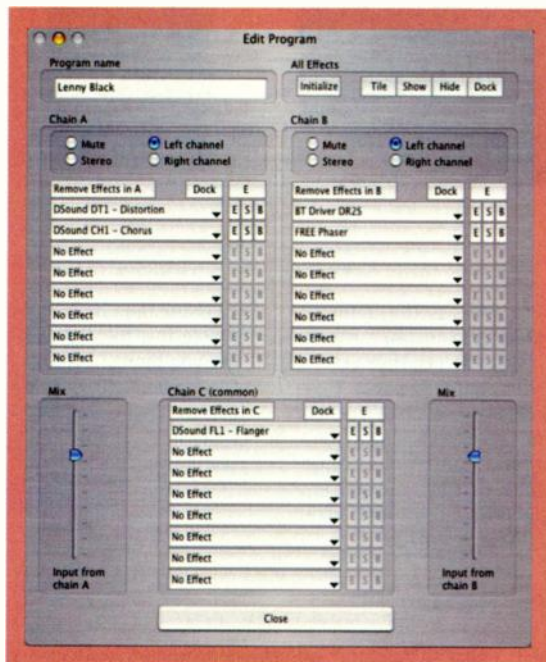 Edit Program
Program name
Lenny Black
All Effects
Initialize Tile Show Hide Dock
Chain A
Mute Left channel
Stereo Right channel
Remove Effects in A Dock E
DSound DT1 - Distortion E S B
DSound CH1 - Chorus E S B
No Effect E S B
No Effect E S B
No Effect E S B
No Effect E S B
No Effect E S B
No Effect E S B
Chain B
Mute Left channel
Stereo Right channel
Remove Effects in B Dock E
BT Driver DR25 E S B
FREE Phaser E S B
No Effect E S B
No Effect E S B
No Effect E S B
No Effect E S B
No Effect E S B
No Effect E S B
Mix
Input from
chain A
Chain C (common)
Remove Effects in C Dock E
DSound FL1 - Flanger E S B
No Effect E S B
No Effect E S B
No Effect E S B
No Effect E S B
No Effect E S B
No Effect E S B
No Effect E S B
Mix
Input from
chain B
Close